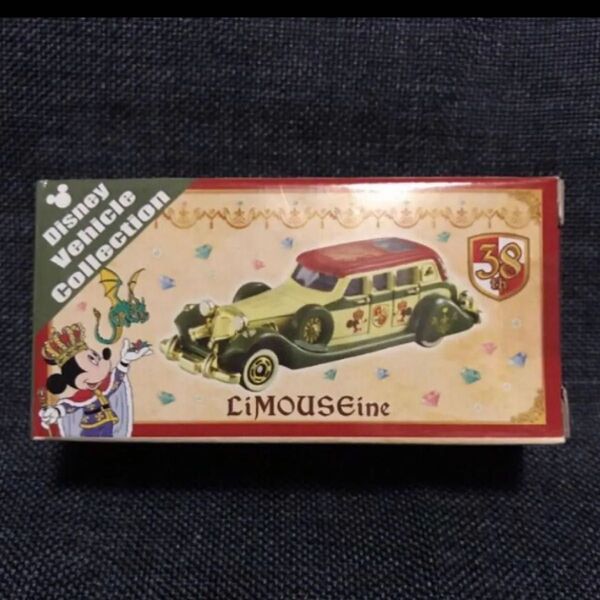 Disney
Vehicle
Collection
38
th
LiMOUSEine